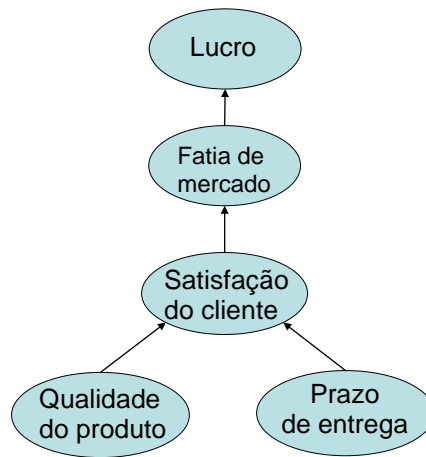 Lucro
Fatia de
mercado
Satisfação
do cliente
Qualidade
do produto
Prazo
de entrega